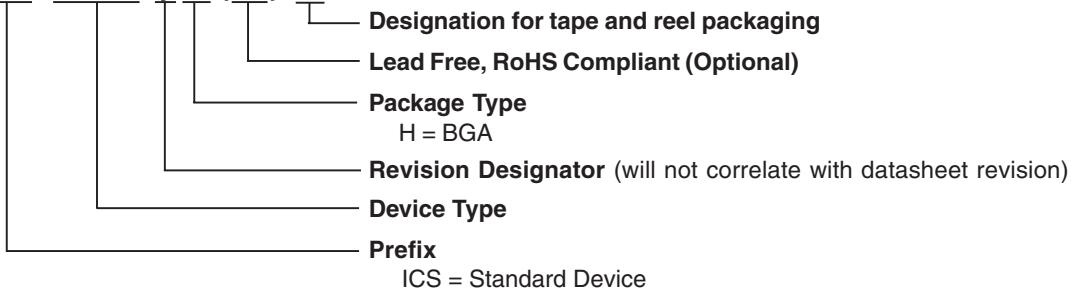 Designation for tape and reel packaging
Lead Free, RoHS Compliant (Optional)
Package Type
H = BGA
Revision Designator (will not correlate with datasheet revision)
Device Type
Prefix
ICS = Standard Device